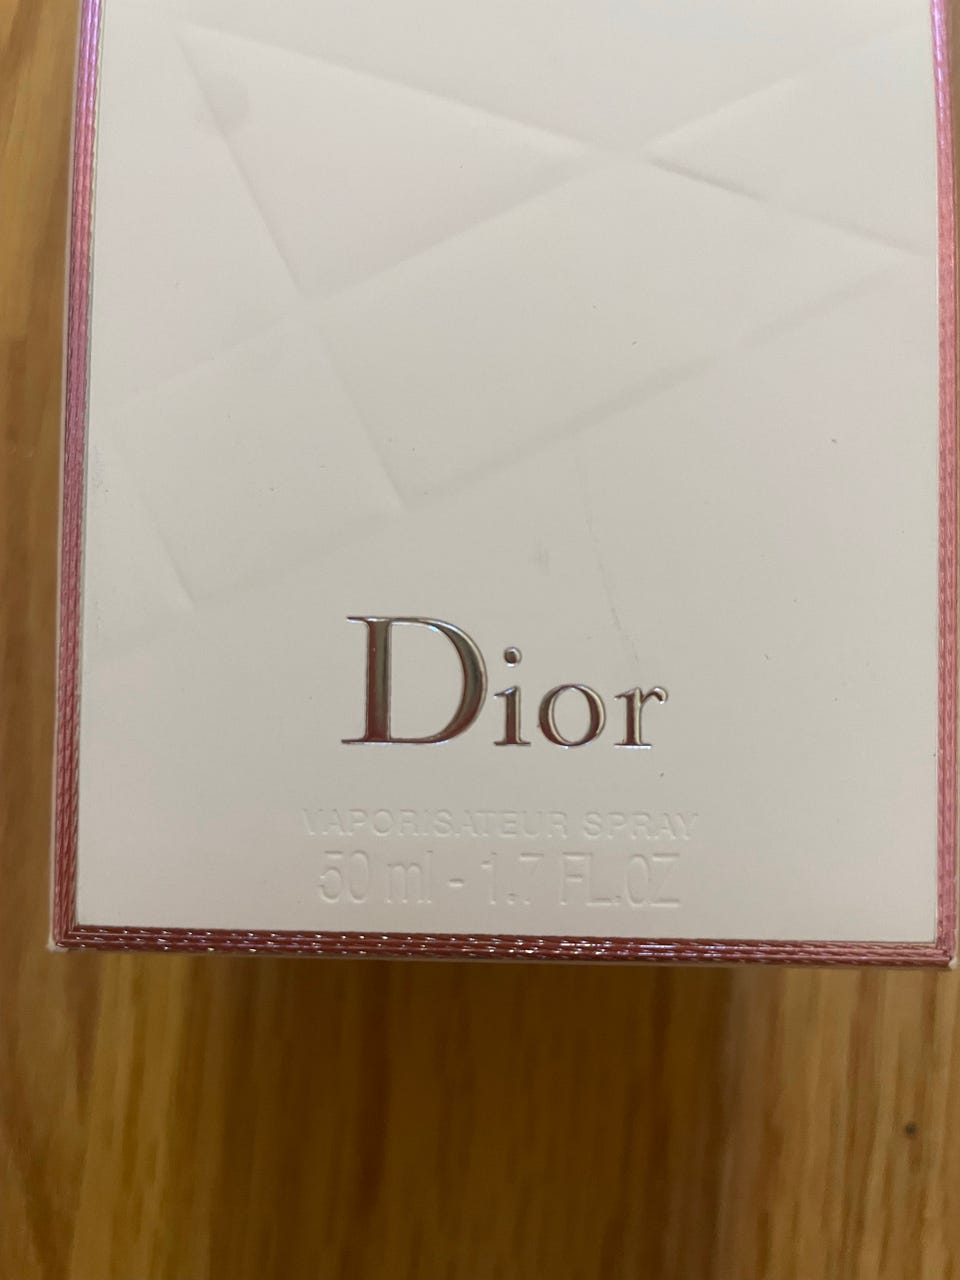 Dior
VAPORISATEUR SPRAY
50 ml - 1.7 FL.OZ